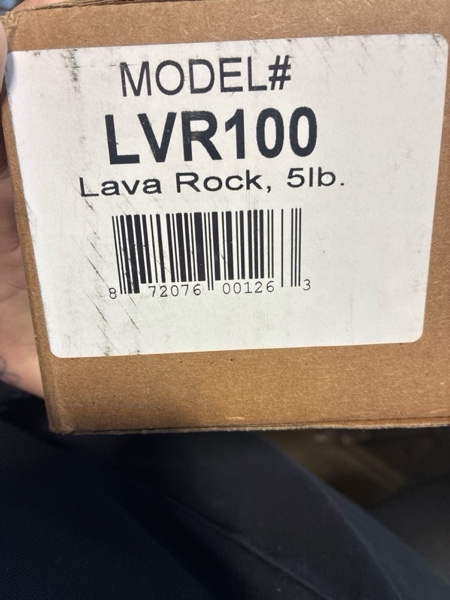 MODEL#
LVR100
Lava Rock, 5lb.
8 72076 00126 3